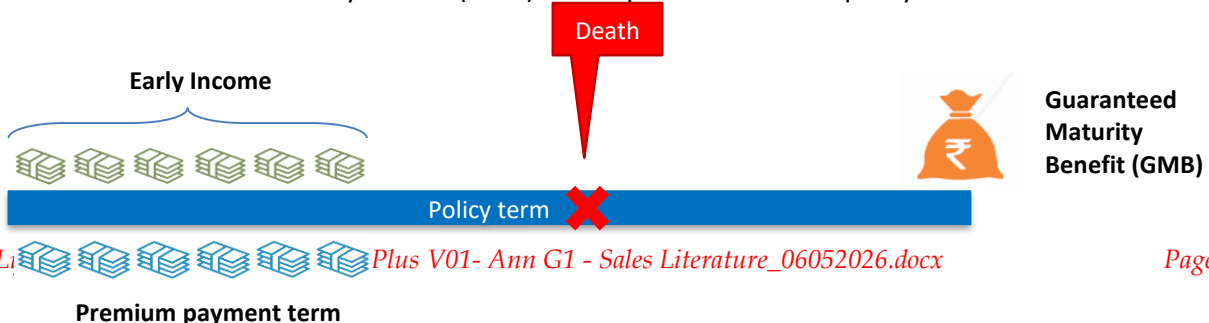 Death
Early Income
Guaranteed
Maturity
Benefit (GMB)
₹
Policy term
Plus V01- Ann G1 - Sales Literature_06052026.docx
Page
Premium payment term